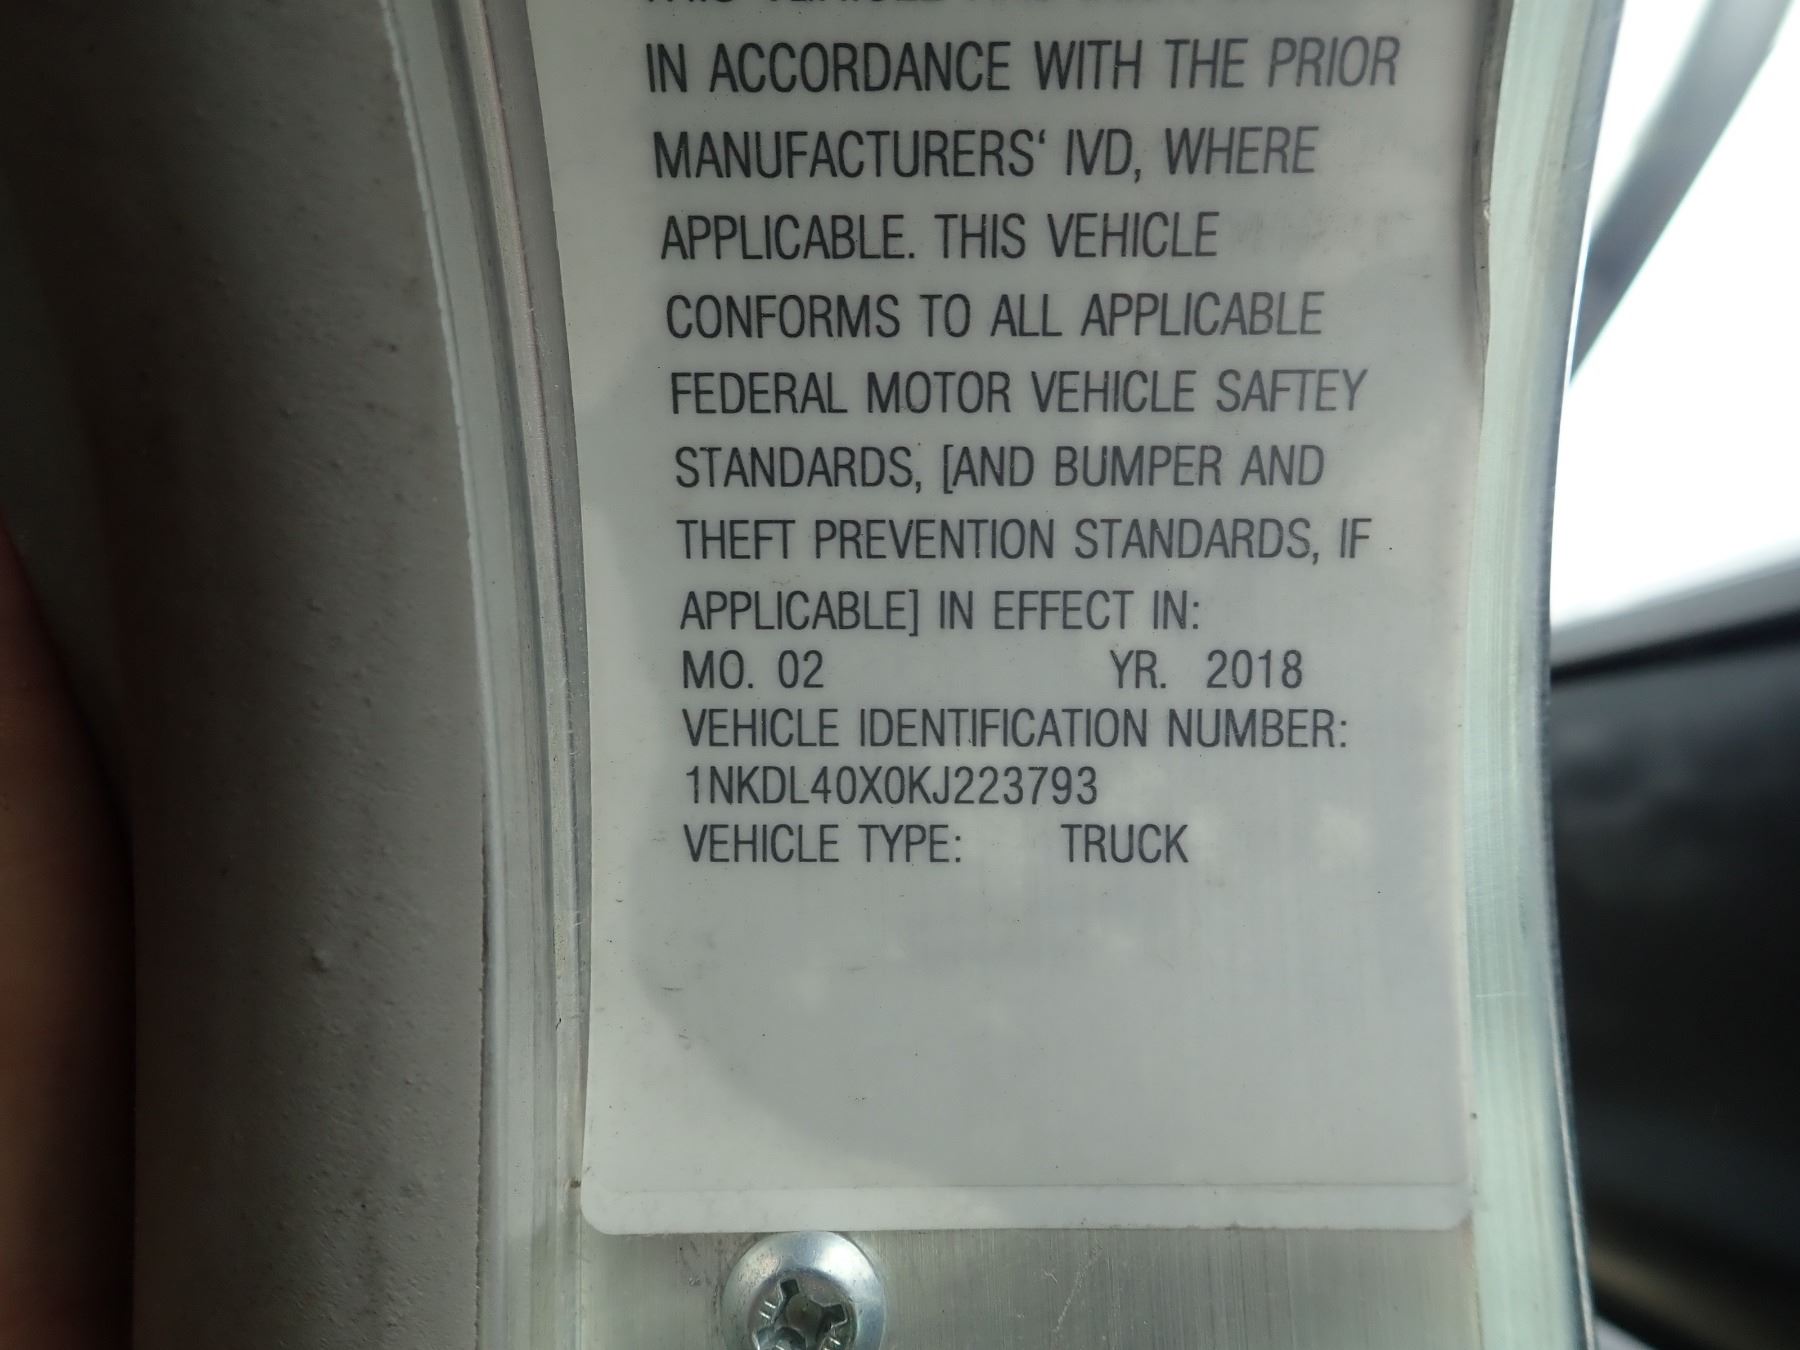 IN ACCORDANCE WITH THE PRIOR
MANUFACTURERS‘ IVD, WHERE
APPLICABLE. THIS VEHICLE
CONFORMS TO ALL APPLICABLE
FEDERAL MOTOR VEHICLE SAFTEY
STANDARDS, [AND BUMPER AND
THEFT PREVENTION STANDARDS, IF
APPLICABLE] IN EFFECT IN:
MO. 02 YR. 2018
VEHICLE IDENTIFICATION NUMBER:
1NKDL40X0KJ223793
VEHICLE TYPE: TRUCK